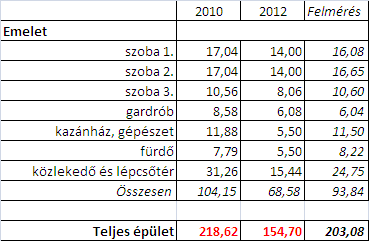 2010 2012 Felmérés
Emelet
szoba 1. 17,04 14,00 16,08
szoba 2. 17,04 14,00 16,65
szoba 3. 10,56 8,06 10,60
gardrób 8,58 6,08 6,04
kazánház, gépészet 11,88 5,50 11,50
fürdő 7,79 5,50 8,22
közlekedő és lépcsőtér 31,26 15,44 24,75
Összesen 104,15 68,58 93,84
Teljes épület 218,62 154,70 203,08